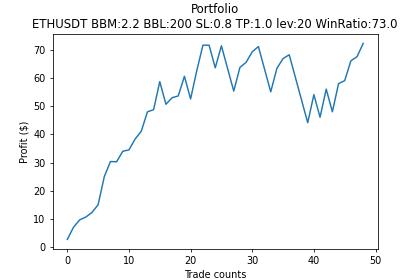 Portfolio
ETHUSDT BBM:2.2 BBL:200 SL:0.8 TP:1.0 lev:20 WinRatio:73.0
70
60
50
40
30
20
10
0
Profit ($)
0 10 20 30 40 50
Trade counts